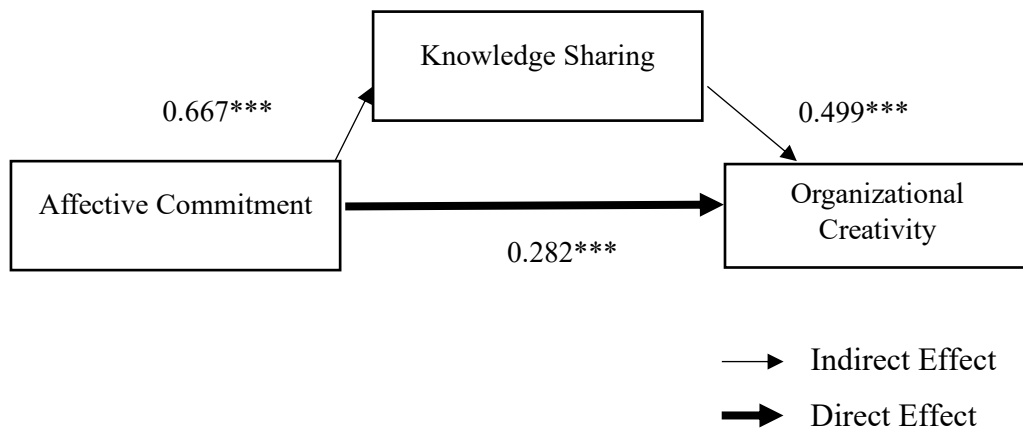 Knowledge Sharing
0.667***
0.499***
Affective Commitment
Organizational
Creativity
0.282***
Indirect Effect
Direct Effect